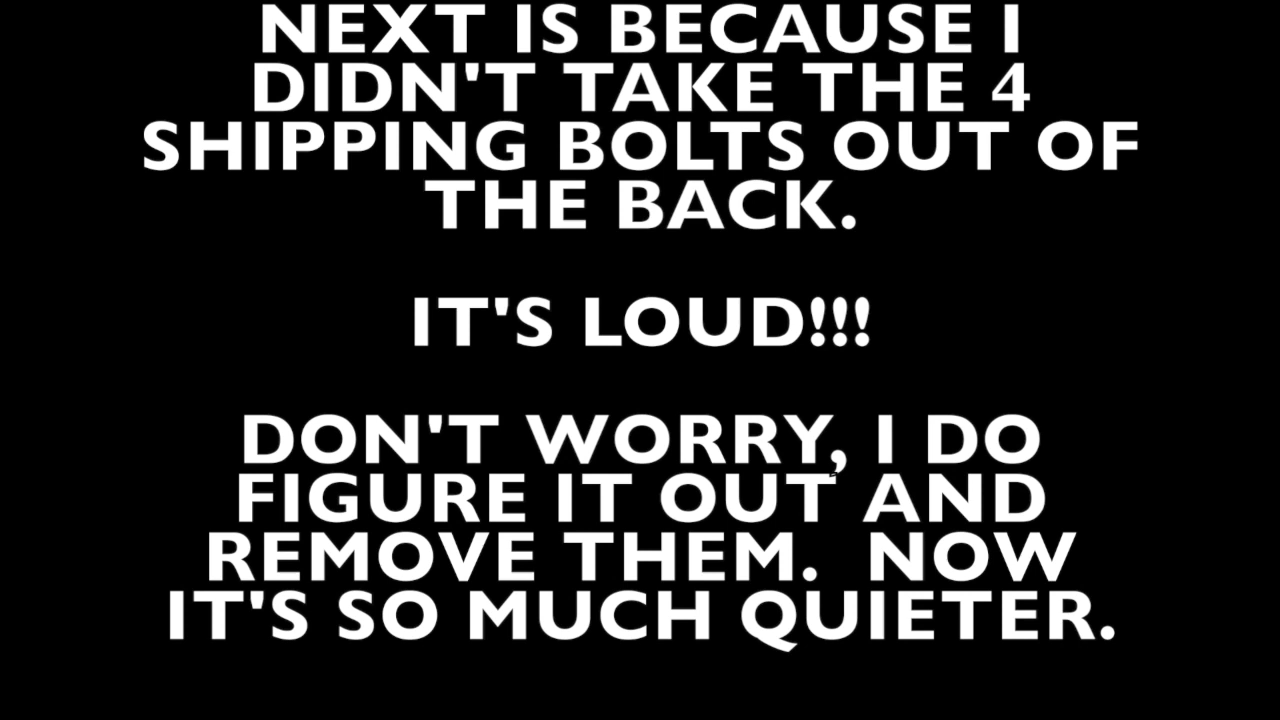 NEXT IS BECAUSE I
DIDN'T TAKE THE 4
SHIPPING BOLTS OUT OF
THE BACK.
IT'S LOUD!!!
DON'T WORRY, I DO
FIGURE IT OUT AND
REMOVE THEM.  NOW
IT'S SO MUCH QUIETER.